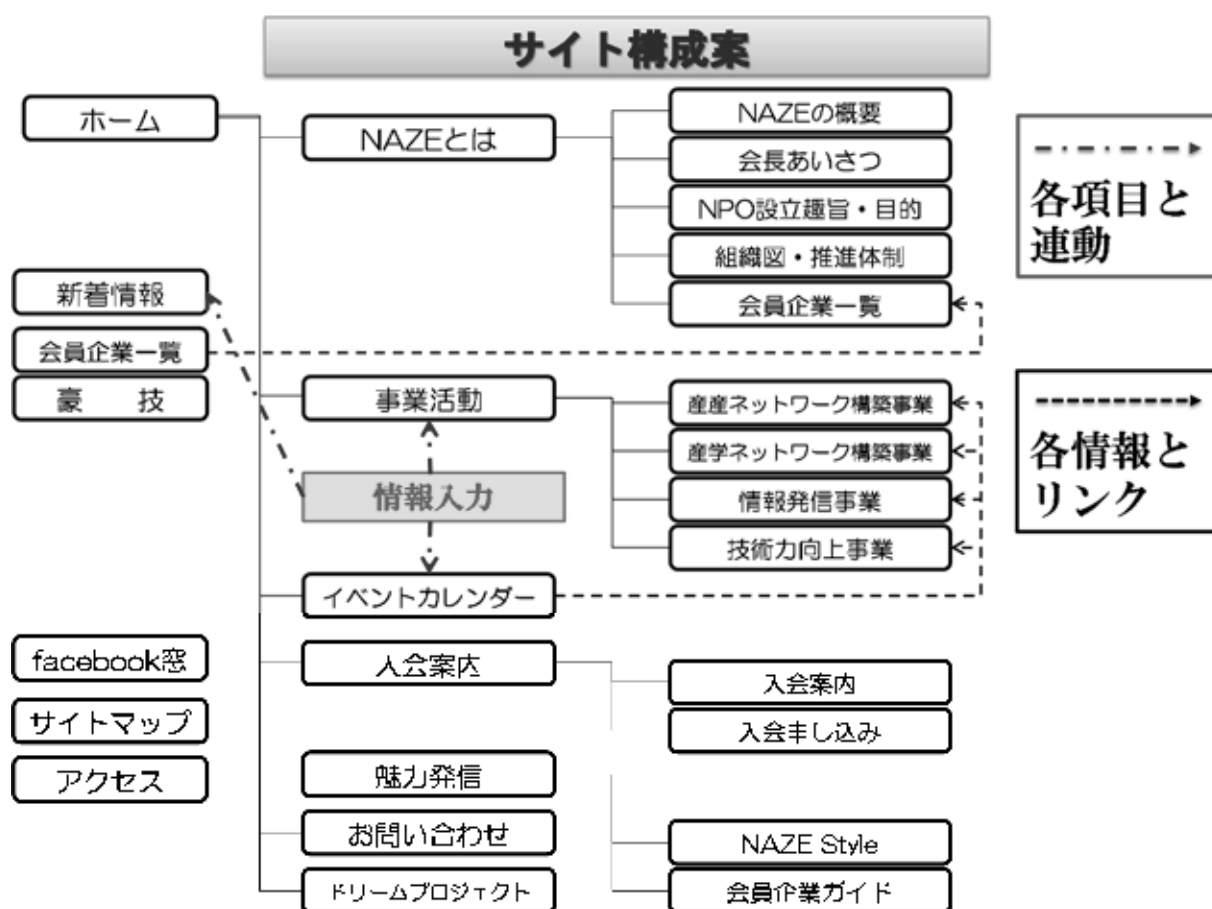 サイト構成案
ホーム
NAZEとは
NAZEの概要
会長あいさつ
NPO設立趣旨・目的
組織図・推進体制
会員企業一覧
各項目と
連動
新着情報
会員企業一覧
豪　技
事業活動
産産ネットワーク構築事業
産学ネットワーク構築事業
情報発信事業
技術力向上事業
各情報と
リンク
情報入力
イベントカレンダー
facebook窓
サイトマップ
アクセス
入会案内
入会案内
入会申し込み
魅力発信
お問い合わせ
ドリームプロジェクト
NAZE Style
会員企業ガイド